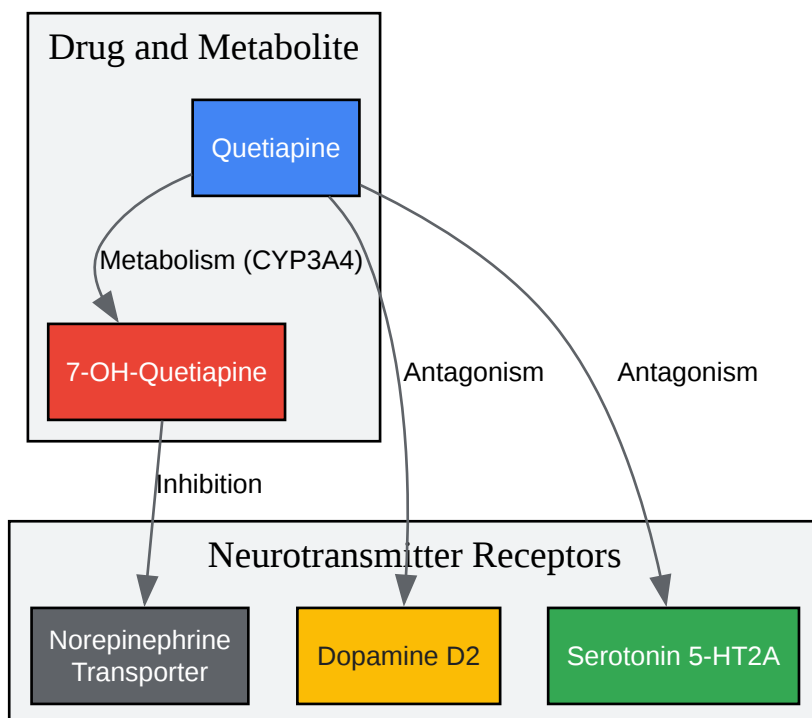 Drug and Metabolite
Quetiapine
Metabolism (CYP3A4)
7-OH-Quetiapine
Antagonism
Antagonism
Inhibition
Neurotransmitter Receptors
Norepinephrine
Transporter
Dopamine D2
Serotonin 5-HT2A